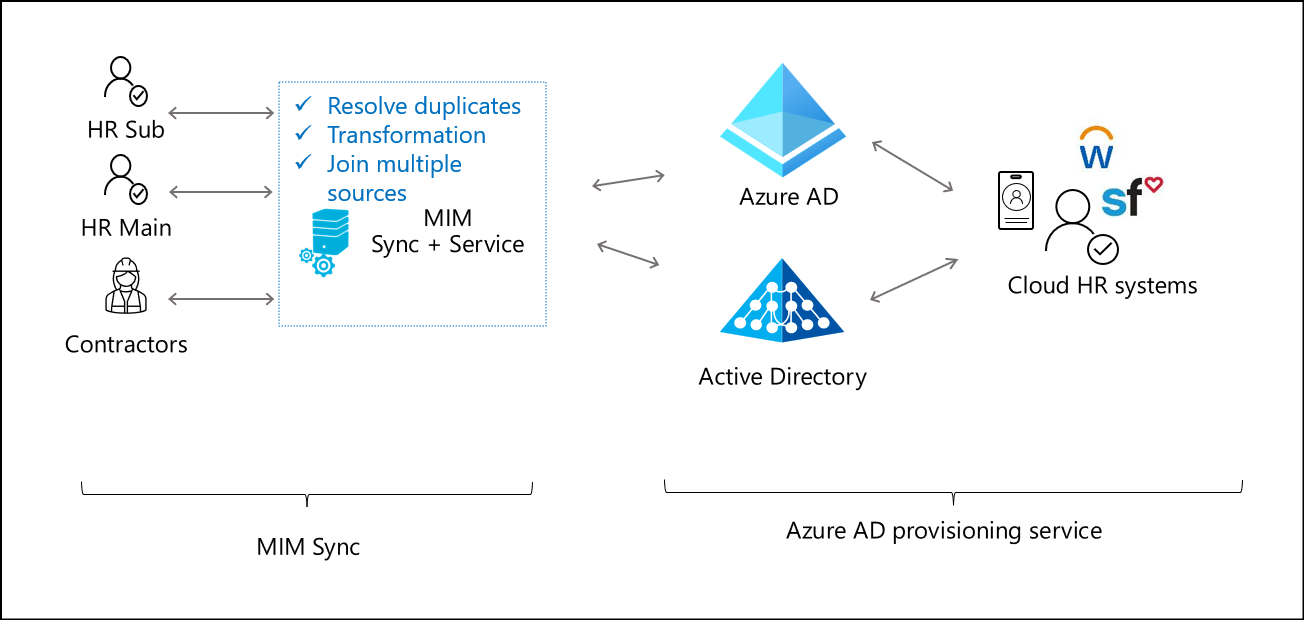 HR Sub
HR Main
Contractors
✓ Resolve duplicates
✓ Transformation
✓ Join multiple
sources
MIM
Sync + Service
Azure AD
Active Directory
W
sf
Cloud HR systems
MIM Sync
Azure AD provisioning service